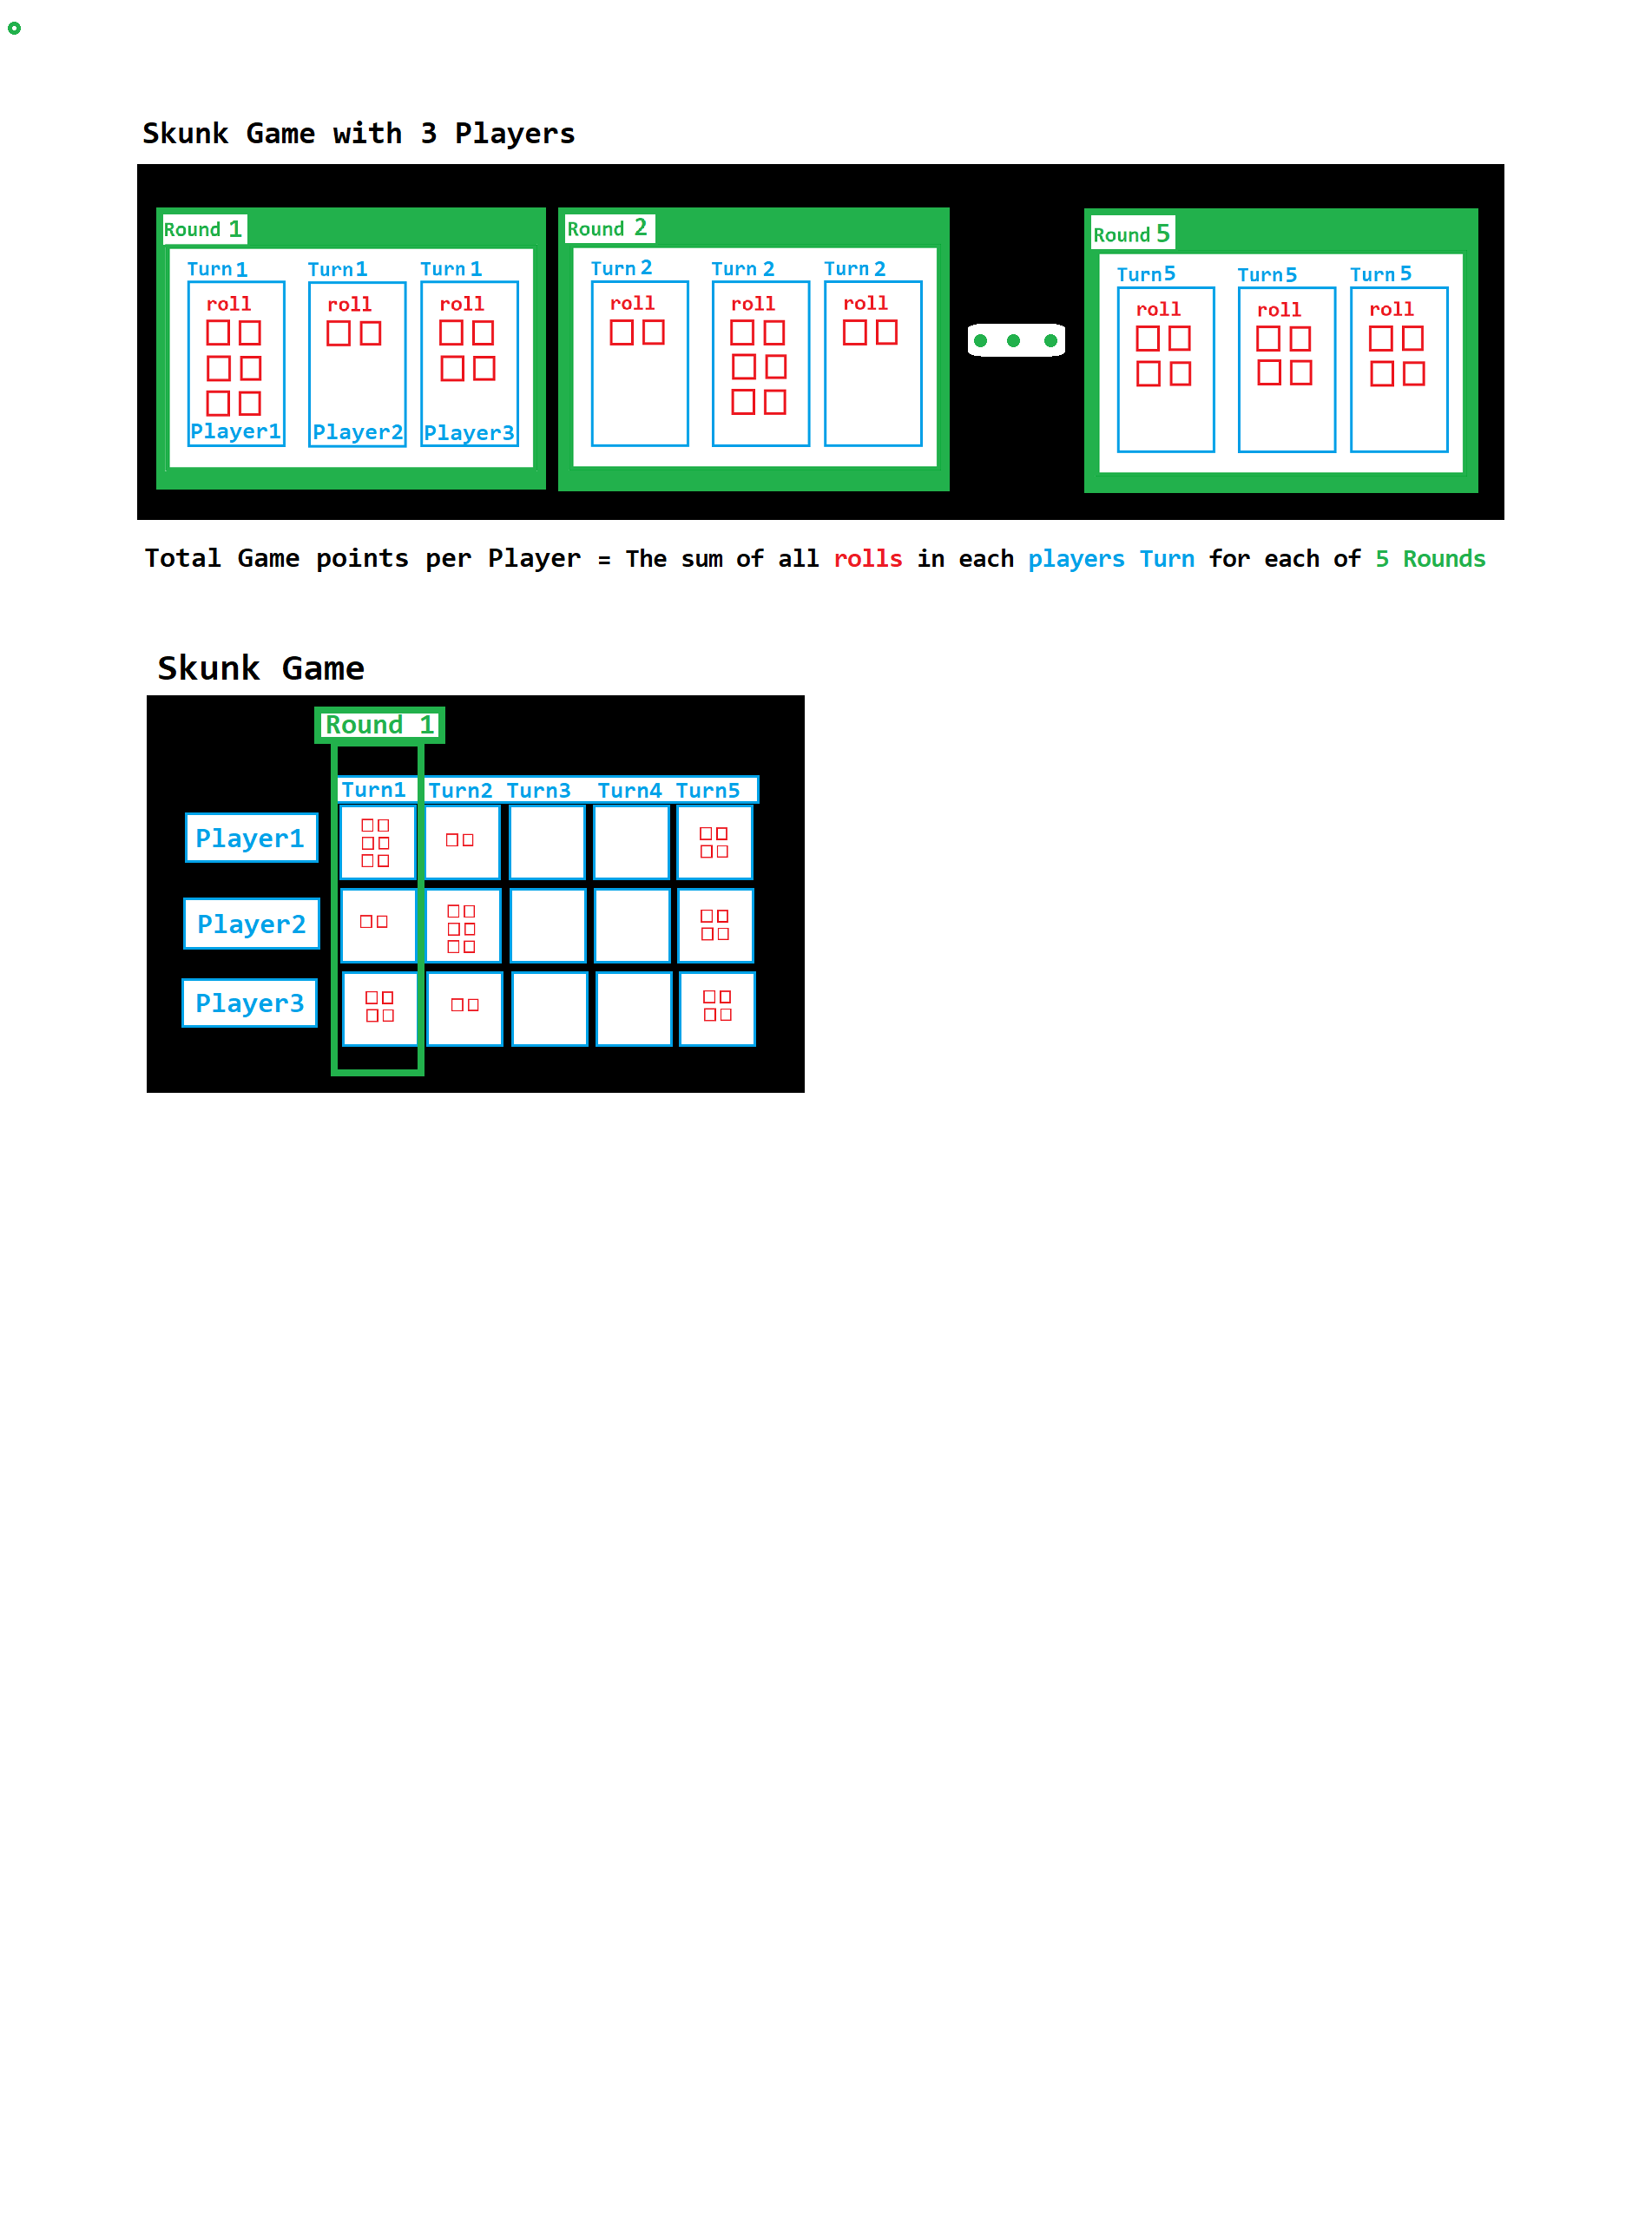 Skunk Game with 3 Players
Round 1 Round 2 Round 5
Turn 1 Turn 1 Turn 1 Turn 2 Turn 2 Turn 2 Turn 5 Turn 5 Turn 5
roll roll roll roll roll roll roll roll roll
Player1 Player2 Player3
Total Game points per Player = The sum of all rolls in each players Turn for each of 5 Rounds
Skunk Game
Round 1
Turn1 Turn2 Turn3 Turn4 Turn5
Player1
Player2
Player3